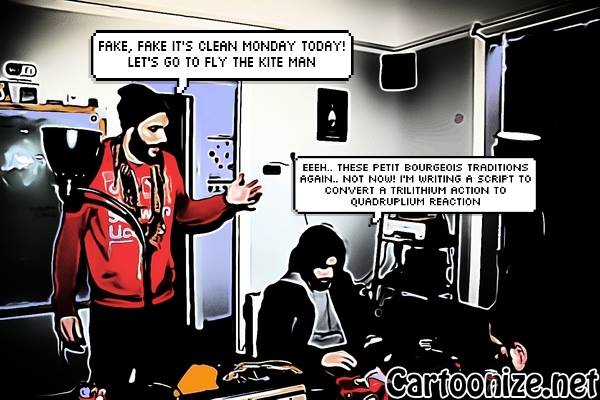 FAKE, FAKE IT'S CLEAN MONDAY TODAY!
LET'S GO TO FLY THE KITE MAN
EEEH.. THESE PETIT BOURGEOIS TRADITIONS
AGAIN.. NOT NOW! I'M WRITING A SCRIPT TO
CONVERT A TRILITHIUM ACTION TO
QUADRUPLIUM REACTION
Cartoonize.net